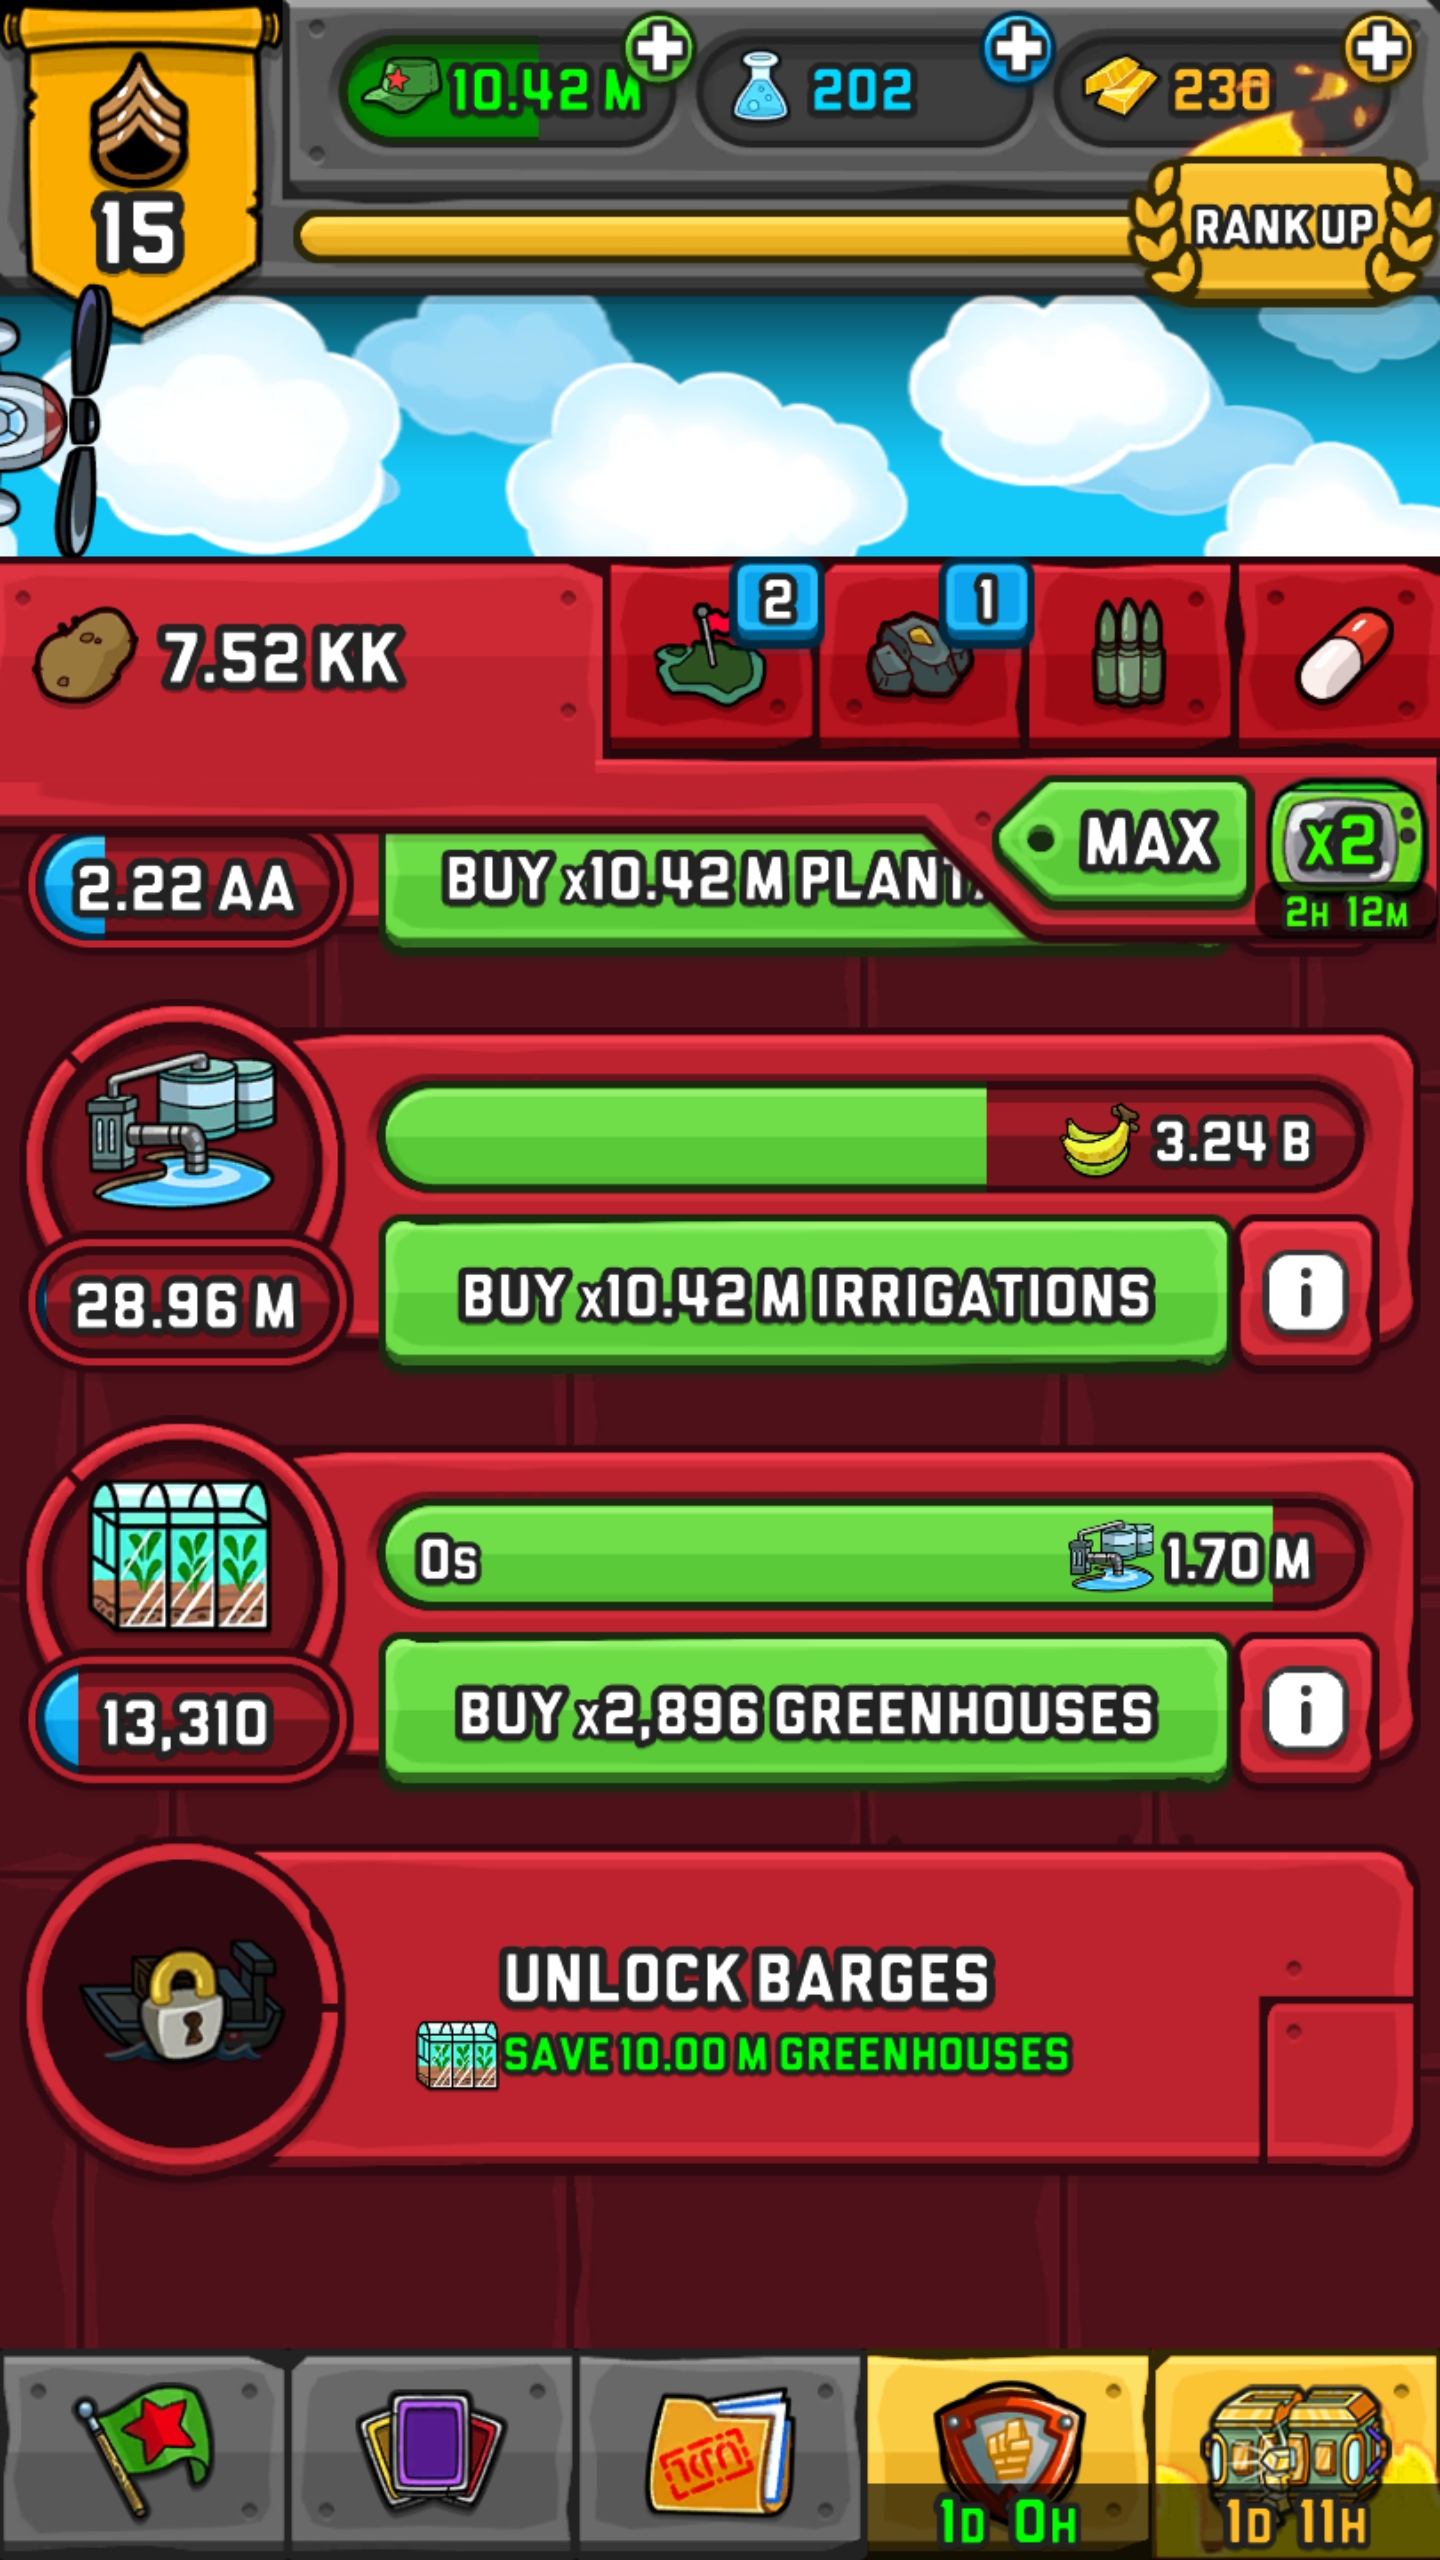 10.42 M
202
230
15
RANK UP
2
1
7.52 KK
MAX
x2
2H 12M
2.22 AA
BUY x10.42 M PLANT
3.24 B
28.96 M
BUY x10.42 M IRRIGATIONS
i
0s
1.70 M
13,310
BUY x2,896 GREENHOUSES
i
UNLOCK BARGES
SAVE 10.00 M GREENHOUSES
1D 0H
1D 11H